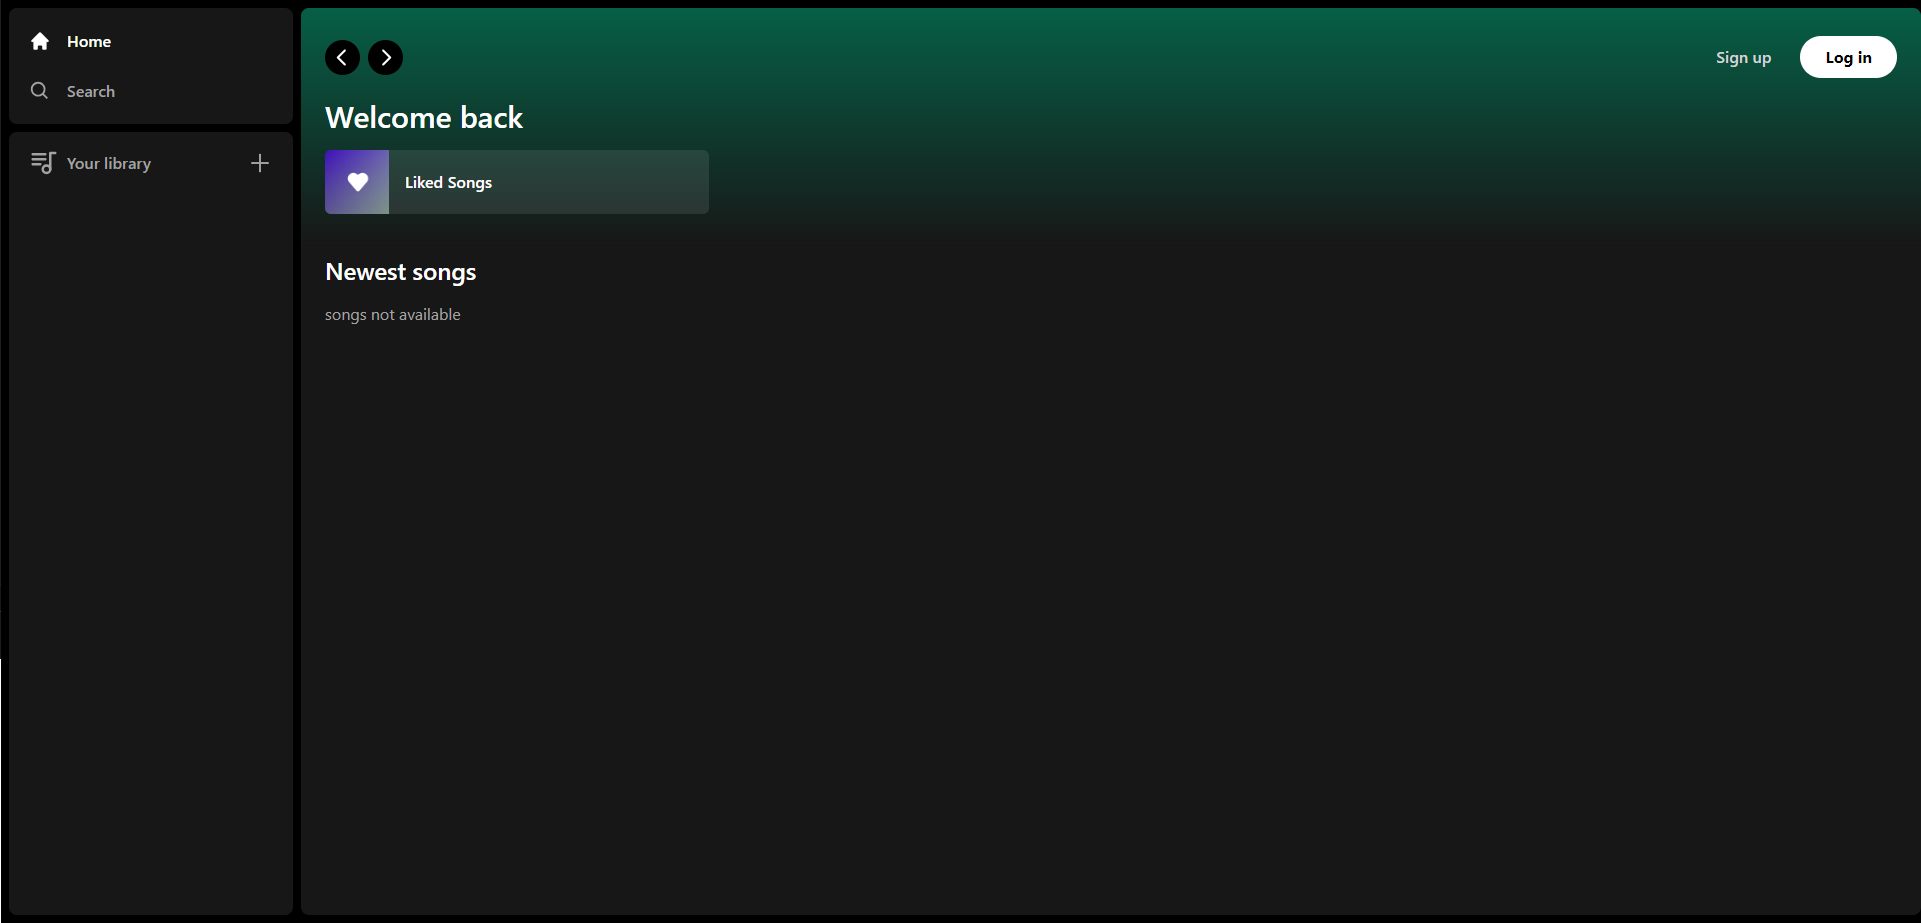 Home
Search
Your library
Sign up
Log in
Welcome back
Liked Songs
Newest songs
songs not available